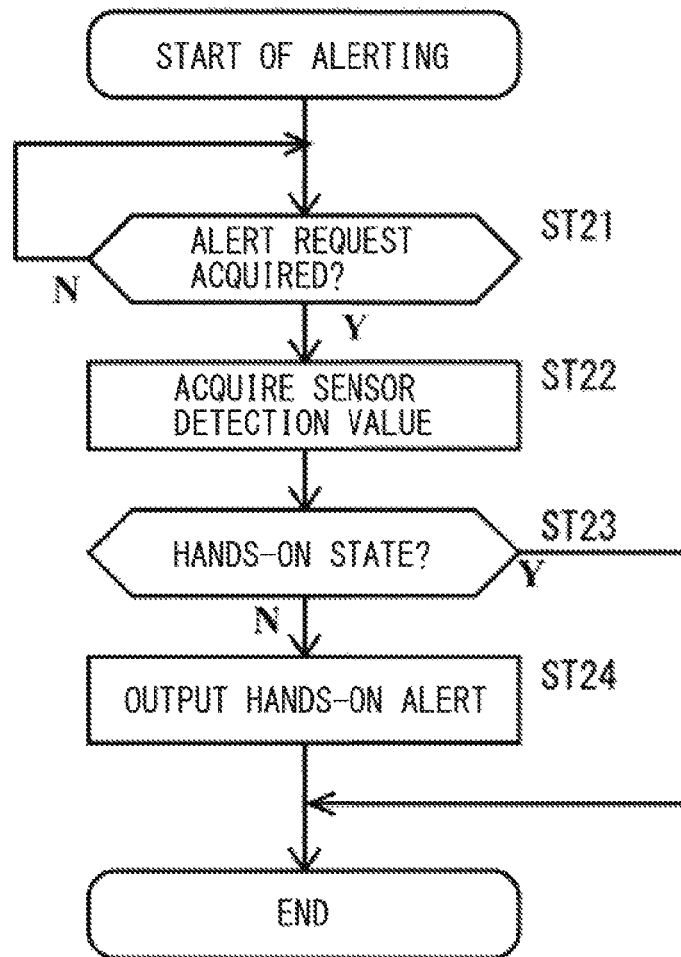 START OF ALERTING
ALERT REQUEST
ACQUIRED?
ST21
N
Y
ACQUIRE SENSOR
DETECTION VALUE
ST22
HANDS-ON STATE?
ST23
Y
N
OUTPUT HANDS-ON ALERT
ST24
END